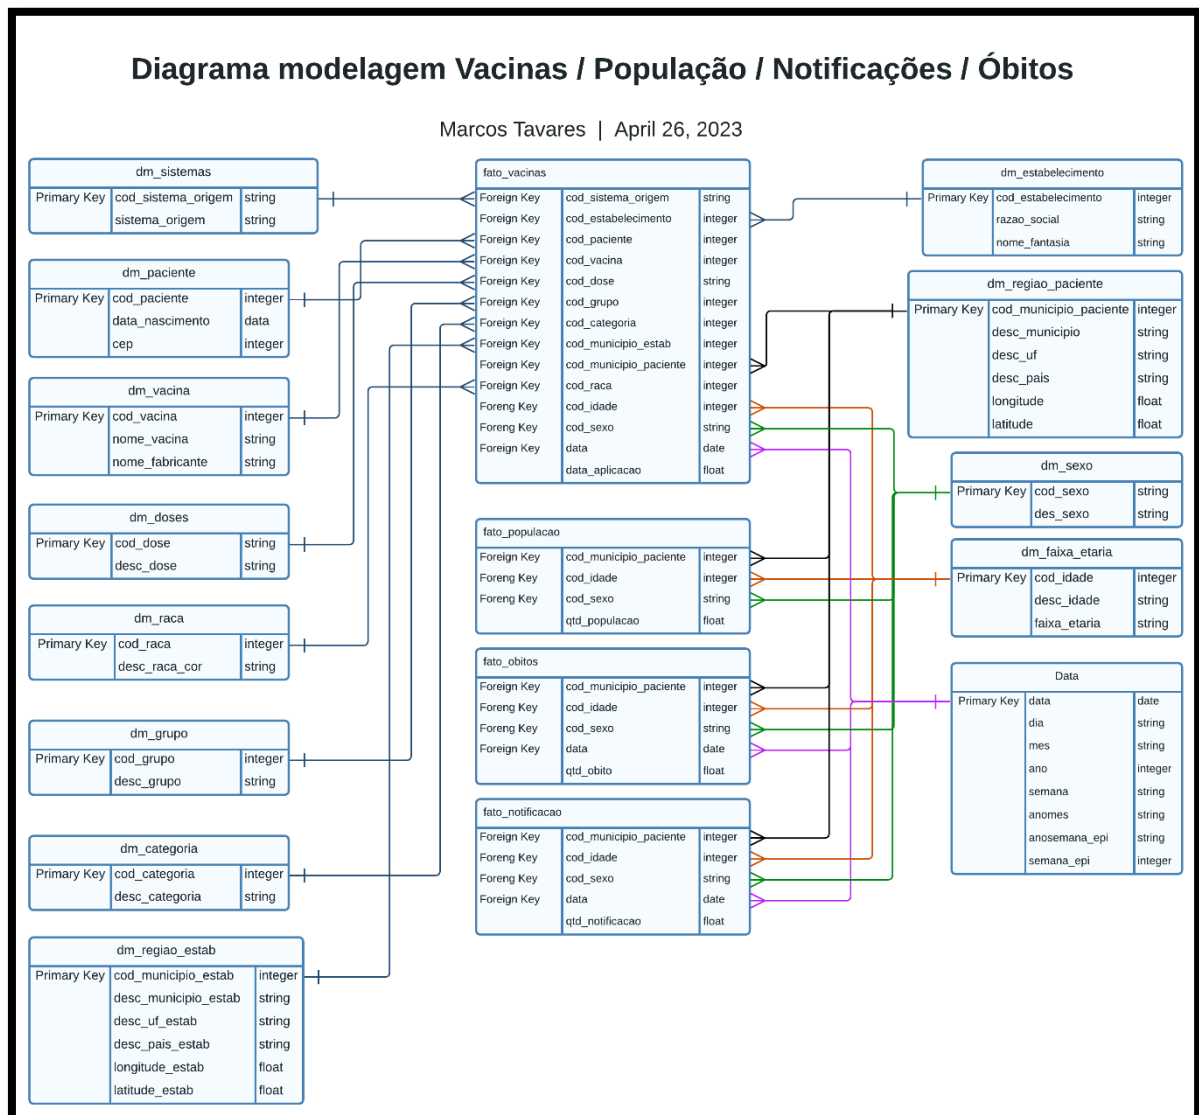 Diagrama modelagem Vacinas / População / Notificações / Óbitos
Marcos Tavares | April 26, 2023
dm_sistemas
Primary Key cod_sistema_origem string
sistema_origem string
dm_paciente
Primary Key cod_paciente integer
data_nascimento data
cep integer
dm_vacina
Primary Key cod_vacina integer
nome_vacina string
nome_fabricante string
dm_doses
Primary Key cod_dose string
desc_dose string
dm_raca
Primary Key cod_raca integer
desc_raca_cor string
dm_grupo
Primary Key cod_grupo integer
desc_grupo string
dm_categoria
Primary Key cod_categoria integer
desc_categoria string
dm_regiao_estab
Primary Key cod_municipio_estab integer
desc_municipio_estab string
desc_uf_estab string
desc_pais_estab string
longitude_estab float
latitude_estab float
fato_vacinas
Foreign Key cod_sistema_origem string
Foreign Key cod_estabelecimento integer
Foreign Key cod_paciente integer
Foreign Key cod_vacina integer
Foreign Key cod_dose string
Foreign Key cod_grupo integer
Foreign Key cod_categoria integer
Foreign Key cod_municipio_estab integer
Foreign Key cod_municipio_paciente integer
Foreign Key cod_raca integer
Foreng Key cod_idade integer
Foreng Key cod_sexo string
Foreign Key data date
data_aplicacao float
fato_populacao
Foreign Key cod_municipio_paciente integer
Foreng Key cod_idade integer
Foreng Key cod_sexo string
qtd_populacao float
fato_obitos
Foreign Key cod_municipio_paciente integer
Foreng Key cod_idade integer
Foreng Key cod_sexo string
Foreign Key data date
qtd_obito float
fato_notificacao
Foreign Key cod_municipio_paciente integer
Foreng Key cod_idade integer
Foreng Key cod_sexo string
Foreign Key data date
qtd_notificacao float
dm_estabelecimento
Primary Key cod_estabelecimento integer
razao_social string
nome_fantasia string
dm_regiao_paciente
Primary Key cod_municipio_paciente integer
desc_municipio string
desc_uf string
desc_pais string
longitude float
latitude float
dm_sexo
Primary Key cod_sexo string
des_sexo string
dm_faixa_etaria
Primary Key cod_idade integer
desc_idade string
faixa_etaria string
Data
Primary Key data date
dia string
mes string
ano integer
semana string
anomes string
anosemana_epi string
semana_epi integer